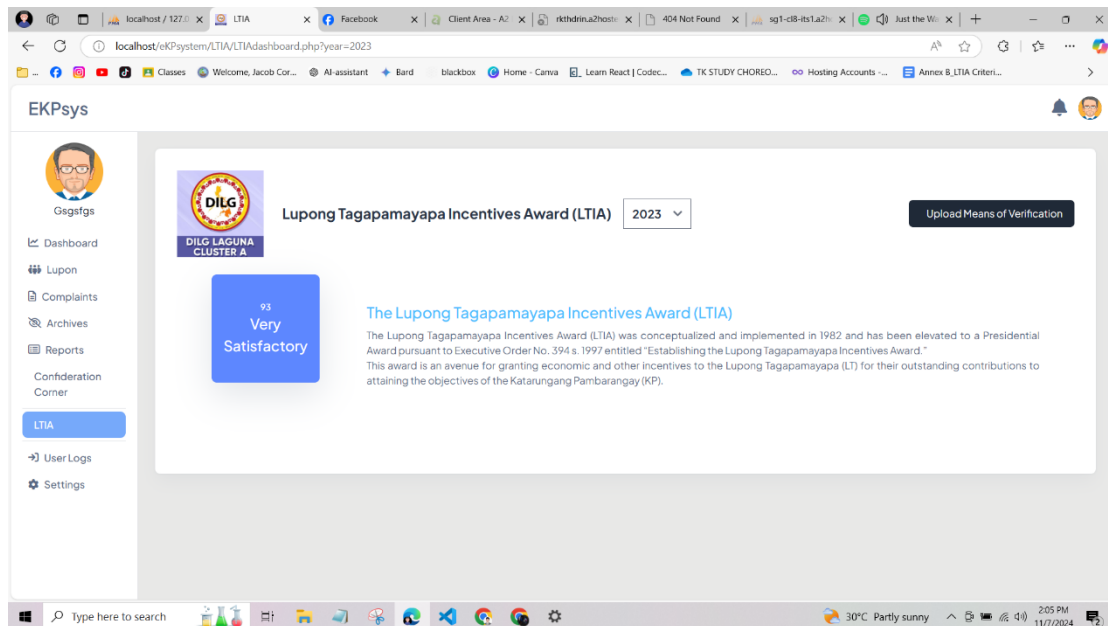 localhost / 127.0
LTIA
Facebook
Client Area - A2
rkthdrin.a2hoste
404 Not Found
sg1-cl8-its1.a2ho
Just the Wa
localhost/eKPsystem/LTIA/LTIAdashboard.php?year=2023
Classes
Welcome, Jacob Cor...
AI-assistant
Bard
blackbox
Home - Canva
Learn React | Codec...
TK STUDY CHOREO...
Hosting Accounts -...
Annex B_LTIA Criteri...
EKPsys
Gsgsfgs
Dashboard
Lupon
Complaints
Archives
Reports
Confideration
Corner
LTIA
User Logs
Settings
DILG
DILG LAGUNA
CLUSTER A
Lupong Tagapamayapa Incentives Award (LTIA)
2023
Upload Means of Verification
93
Very
Satisfactory
The Lupong Tagapamayapa Incentives Award (LTIA)
The Lupong Tagapamayapa Incentives Award (LTIA) was conceptualized and implemented in 1982 and has been elevated to a Presidential
Award pursuant to Executive Order No. 394 s. 1997 entitled "Establishing the Lupong Tagapamayapa Incentives Award."
This award is an avenue for granting economic and other incentives to the Lupong Tagapamayapa (LT) for their outstanding contributions to
attaining the objectives of the Katarungang Pambarangay (KP).
Type here to search
30°C Partly sunny
2:05 PM
11/7/2024